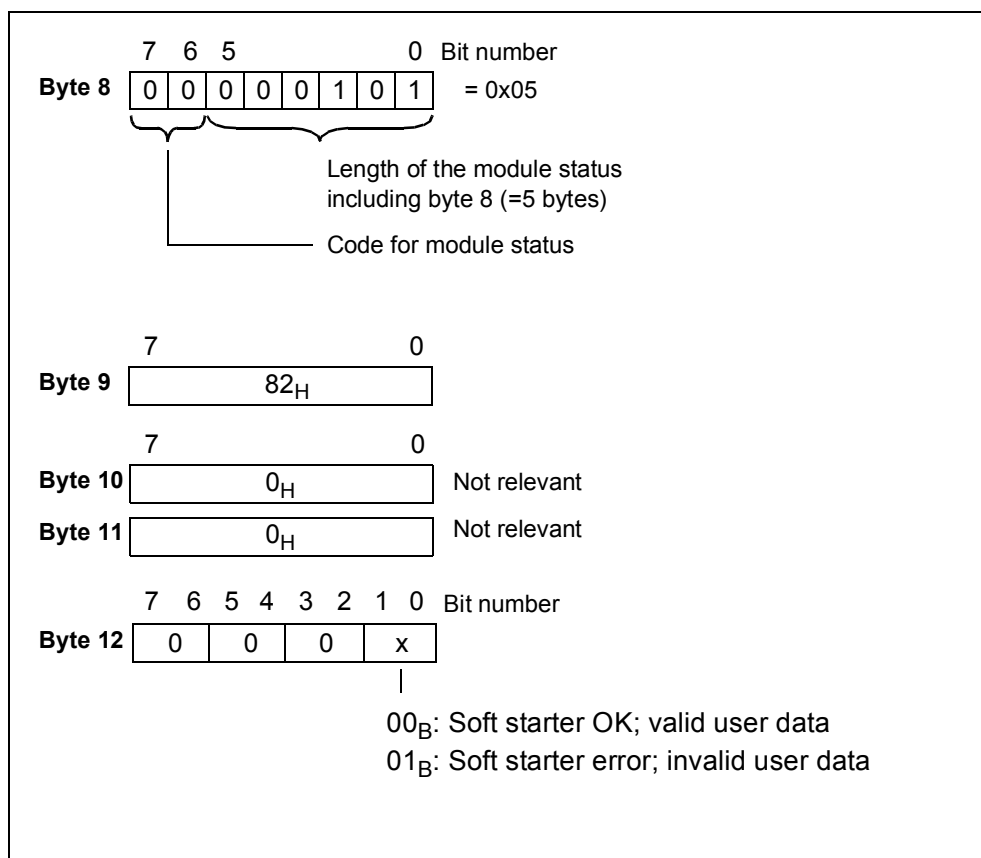 7 6 5 0 Bit number
Byte 8 0 0 0 0 0 1 0 1 = 0x05
Length of the module status
including byte 8 (=5 bytes)
Code for module status
7 0
Byte 9 82H
7 0
Byte 10 0H Not relevant
Byte 11 0H Not relevant
7 6 5 4 3 2 1 0 Bit number
Byte 12 0 0 0 x
00B: Soft starter OK; valid user data
01B: Soft starter error; invalid user data